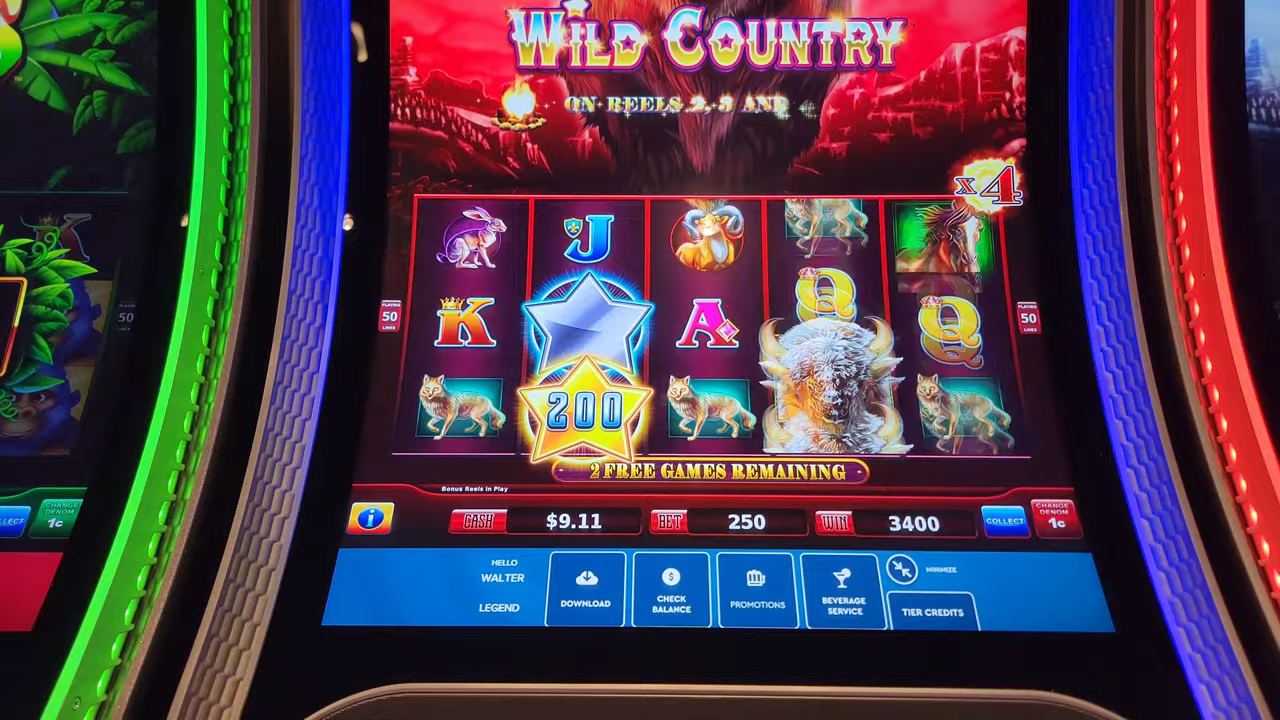 WILD COUNTRY
ON REELS 2, 3 AND
x4
J
K
K
A
Q
Q
Q
200
PLAYING
50
LINES
PLAYING
50
LINES
PLAYING
50
LINES
2 FREE GAMES REMAINING
Bonus Reels In Play
CHANGE
DENOM
1¢
i
CASH
$9.11
BET
250
WIN
3400
COLLECT
CHANGE
DENOM
1¢
HELLO
WALTER
LEGEND
DOWNLOAD
$
CHECK
BALANCE
PROMOTIONS
BEVERAGE
SERVICE
MINIMIZE
TIER CREDITS